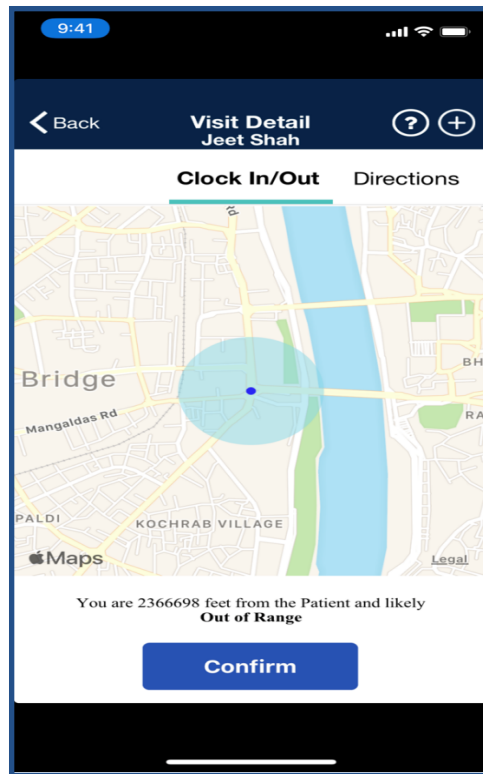 9:41
Back
Visit Detail
?
+
Jeet Shah
Clock In/Out
Directions
Rd
Bridge
BH
Mangaldas Rd
RA
PALDI
KOCHRAB VILLAGE
Maps
Legal
You are 2366698 feet from the Patient and likely
Out of Range
Confirm